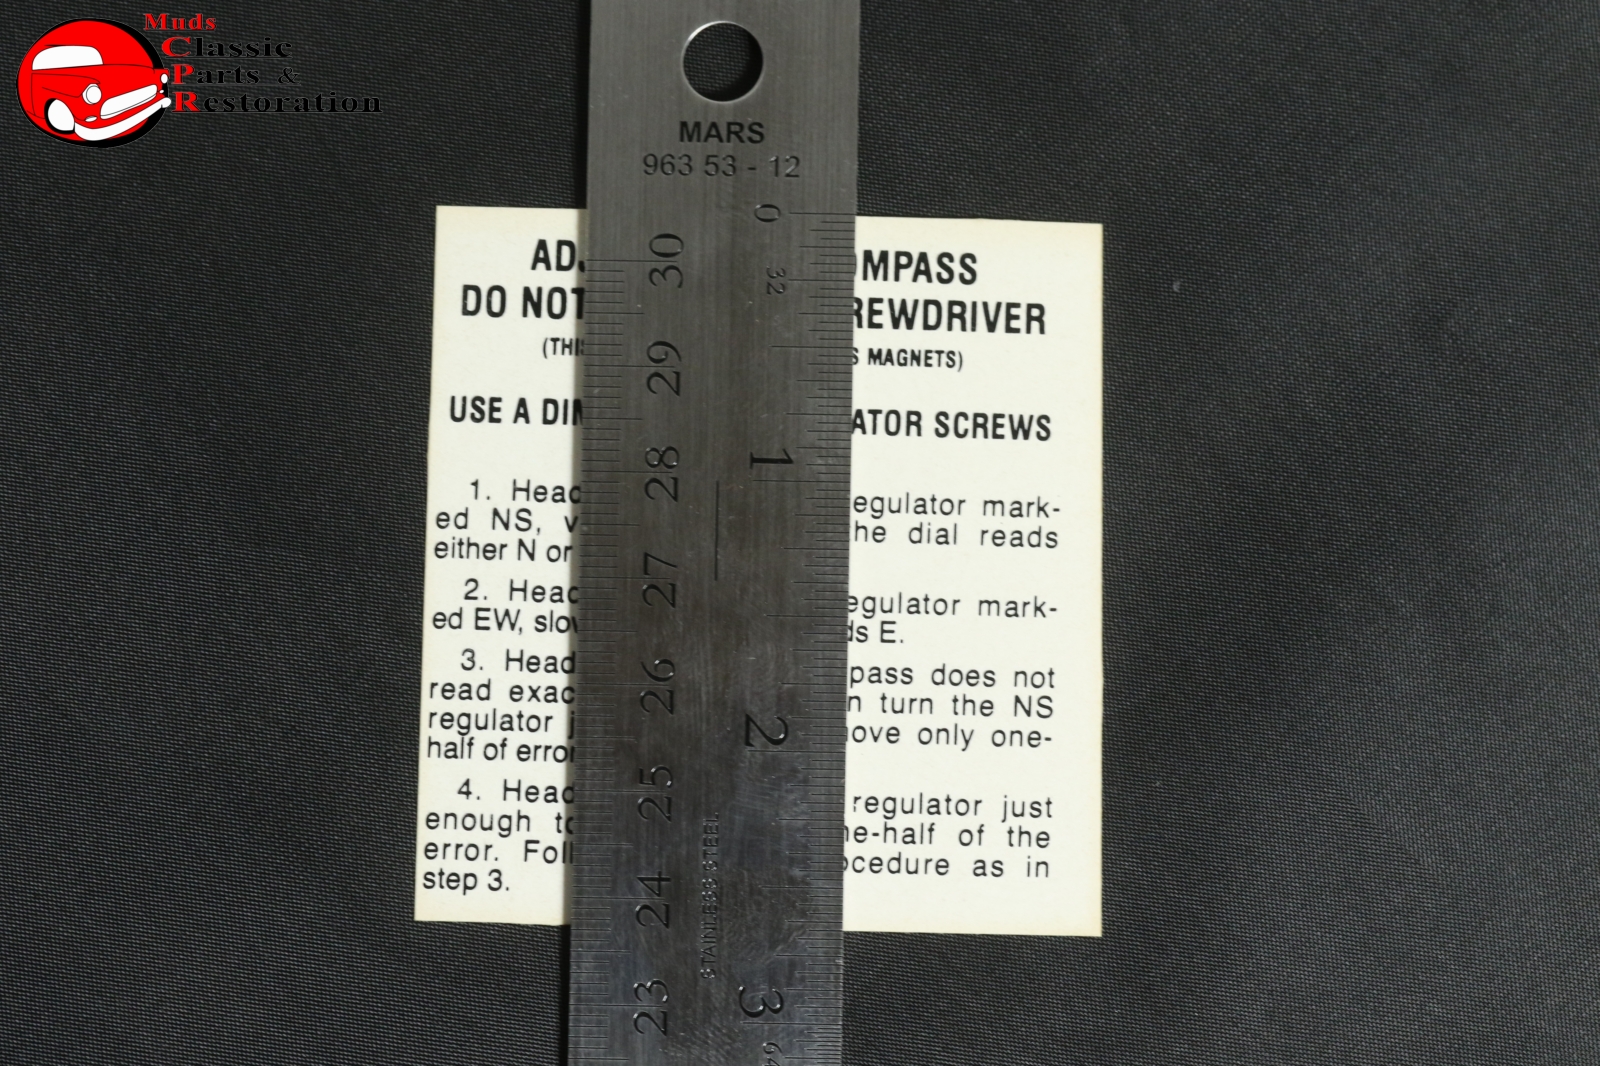 Muds
Classic
Parts &
Restoration
MARS
963 53 - 12
0
32
1
2
3
64
30
29
28
27
26
25
24
23
STAINLESS STEEL
AD OMPASS
DO NOT REWDRIVER
(THIS S MAGNETS)
USE A DIM ATOR SCREWS
1. Head egulator mark-
ed NS, v he dial reads
either N or
2. Head egulator mark-
ed EW, slow ds E.
3. Head pass does not
read exac n turn the NS
regulator j ove only one-
half of error
4. Head regulator just
enough to ne-half of the
error. Foll ocedure as in
step 3.